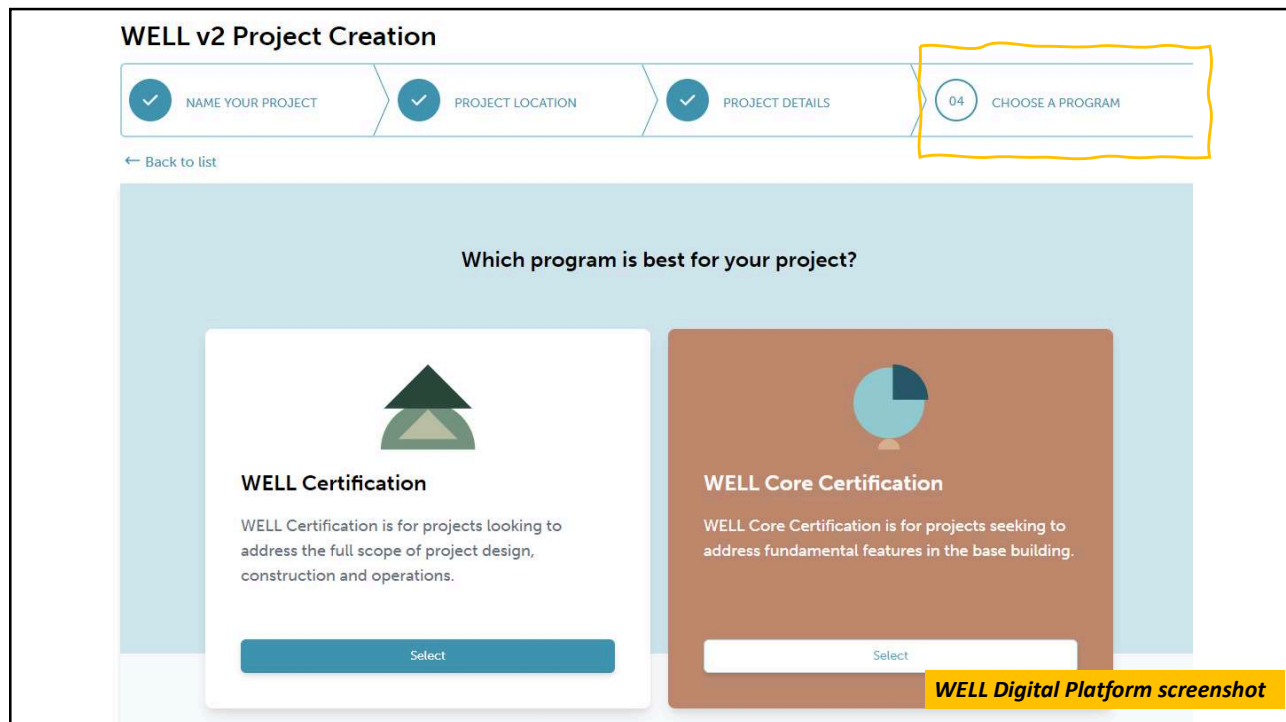 WELL v2 Project Creation
NAME YOUR PROJECT
PROJECT LOCATION
PROJECT DETAILS
04 CHOOSE A PROGRAM
← Back to list
Which program is best for your project?
WELL Certification
WELL Certification is for projects looking to
address the full scope of project design,
construction and operations.
Select
WELL Core Certification
WELL Core Certification is for projects seeking to
address fundamental features in the base building.
Select
WELL Digital Platform screenshot